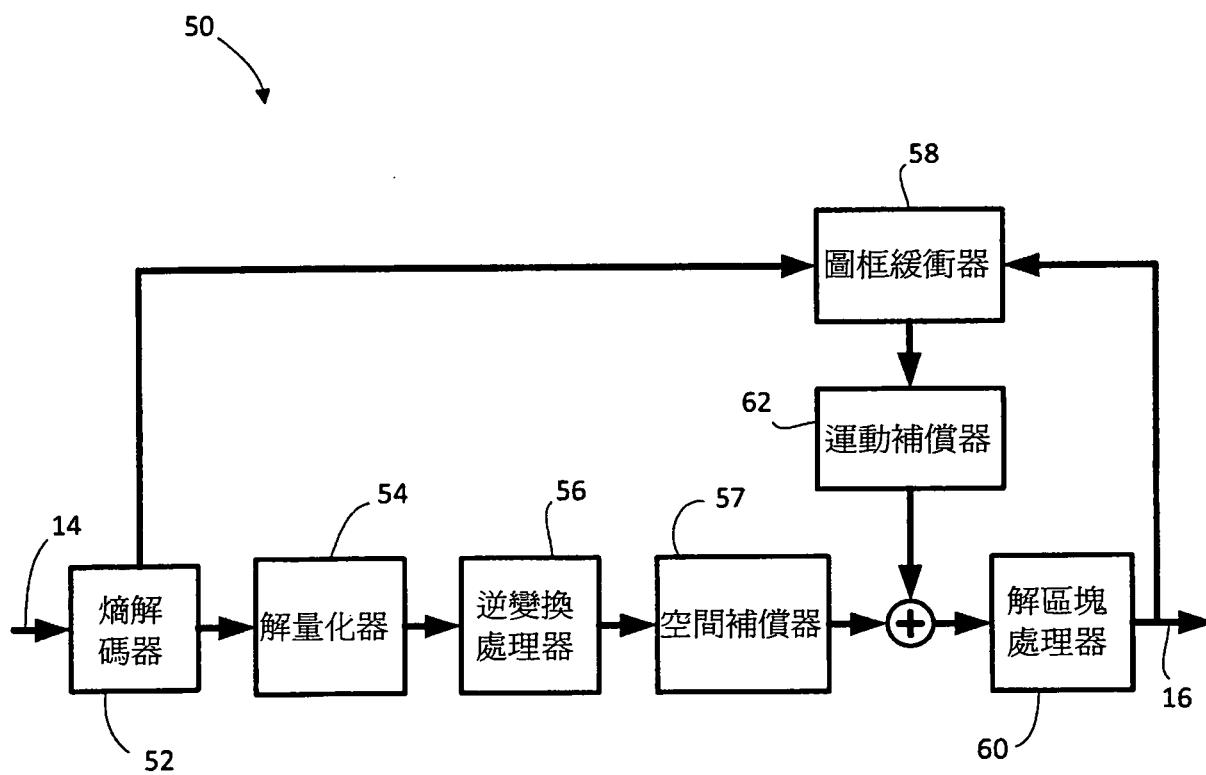 50
58
圖框緩衝器
62
運動補償器
54
56
57
14
熵解
碼器
解量化器
逆變換
處理器
空間補償器
解區塊
處理器
16
52
60